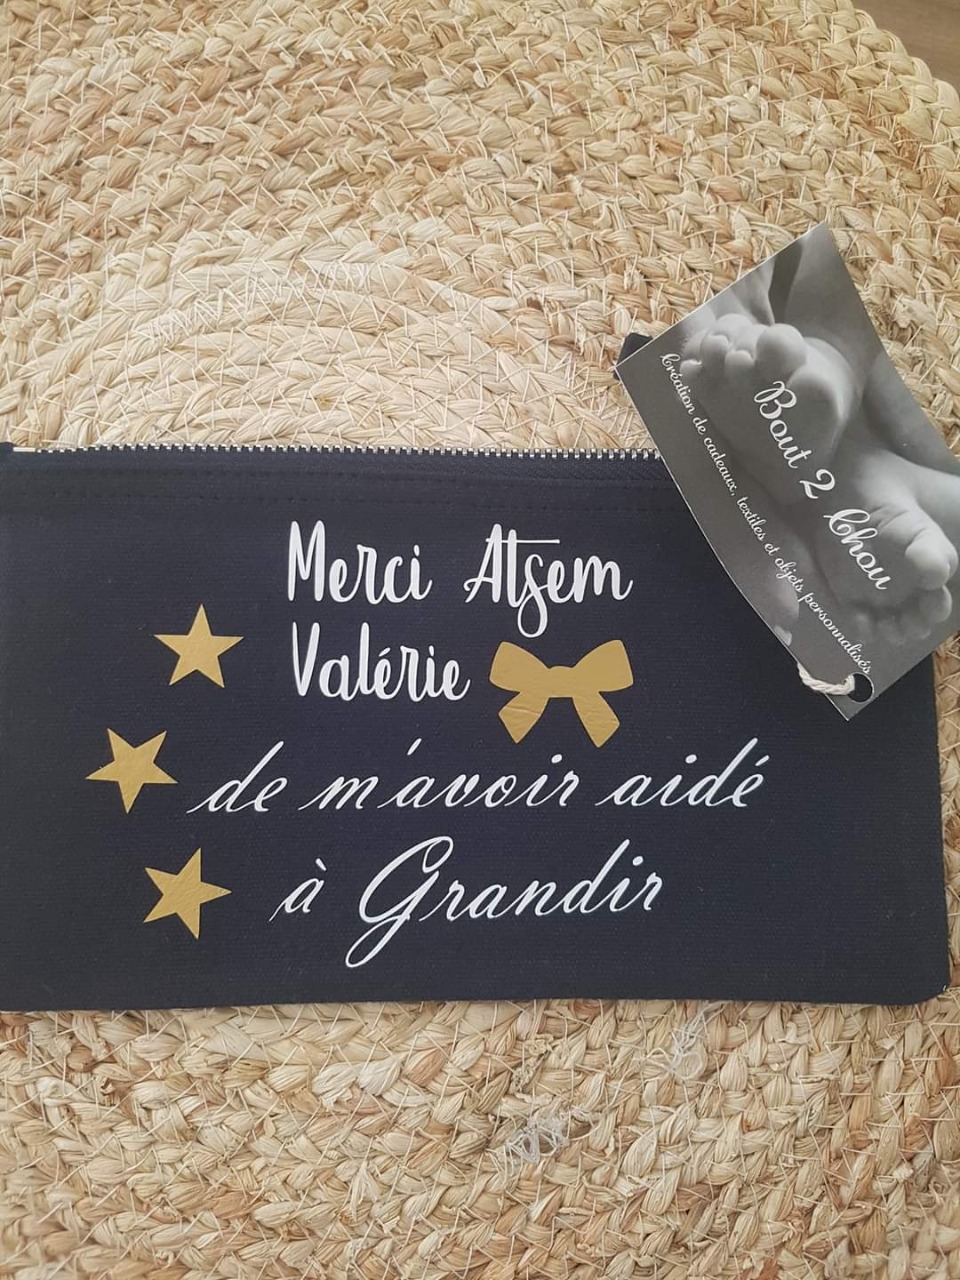 Merci Atsem
Valérie
de m'avoir aidé
à Grandir
Bout 2 Chou
Création de cadeaux, textiles et objets personnalisés